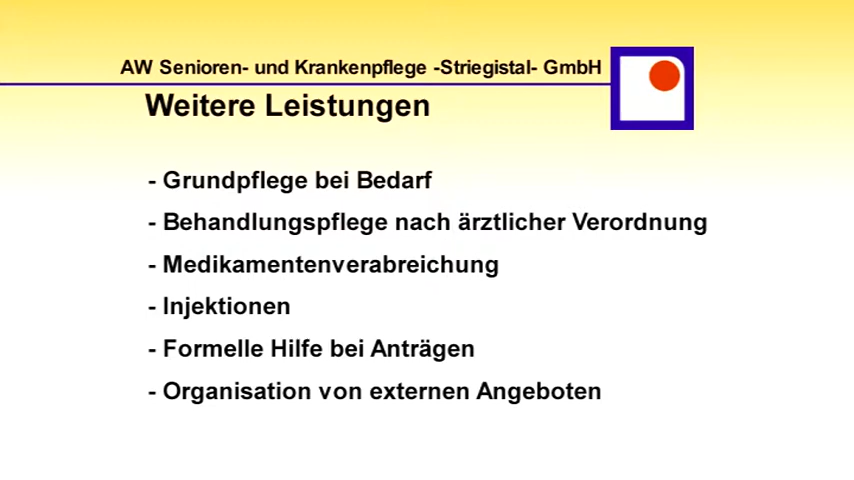 AW Senioren- und Krankenpflege -Striegistal- GmbH
Weitere Leistungen
- Grundpflege bei Bedarf
- Behandlungspflege nach ärztlicher Verordnung
- Medikamentenverabreichung
- Injektionen
- Formelle Hilfe bei Anträgen
- Organisation von externen Angeboten